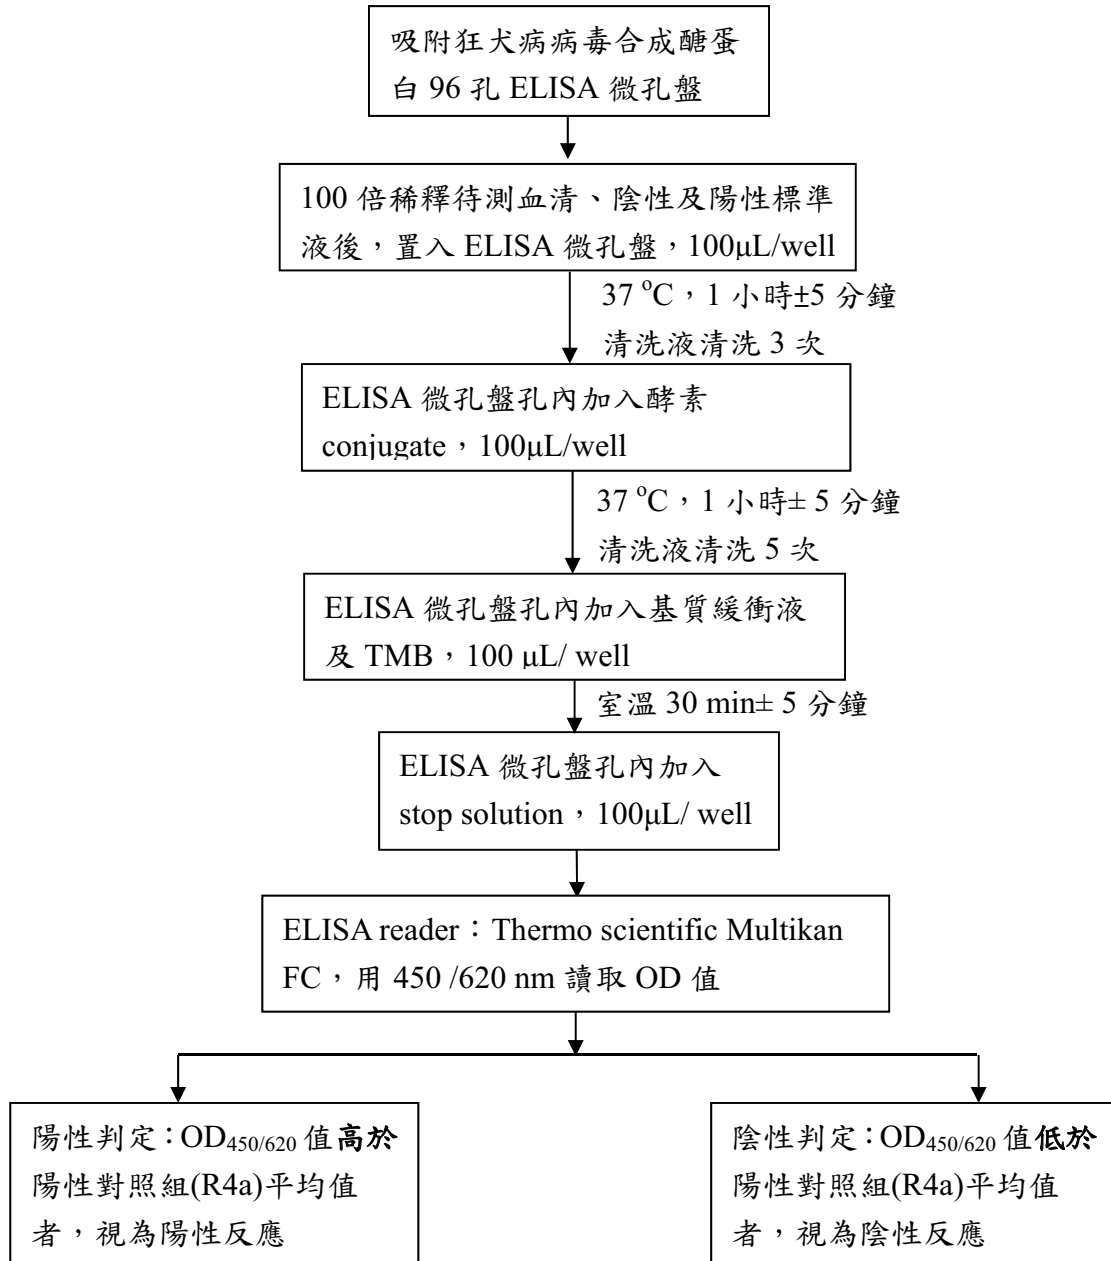 吸附狂犬病病毒合成醣蛋
白 96 孔 ELISA 微孔盤
100 倍稀釋待測血清、陰性及陽性標準
液後，置入 ELISA 微孔盤，100μL/well
37 °C，1 小時±5 分鐘
清洗液清洗 3 次
ELISA 微孔盤孔內加入酵素
conjugate，100μL/well
37 °C，1 小時± 5 分鐘
清洗液清洗 5 次
ELISA 微孔盤孔內加入基質緩衝液
及 TMB，100 μL/ well
室溫 30 min± 5 分鐘
ELISA 微孔盤孔內加入
stop solution，100μL/ well
ELISA reader：Thermo scientific Multikan
FC，用 450 /620 nm 讀取 OD 值
陽性判定：OD450/620 值高於
陽性對照組(R4a)平均值
者，視為陽性反應
陰性判定：OD450/620 值低於
陽性對照組(R4a)平均值
者，視為陰性反應